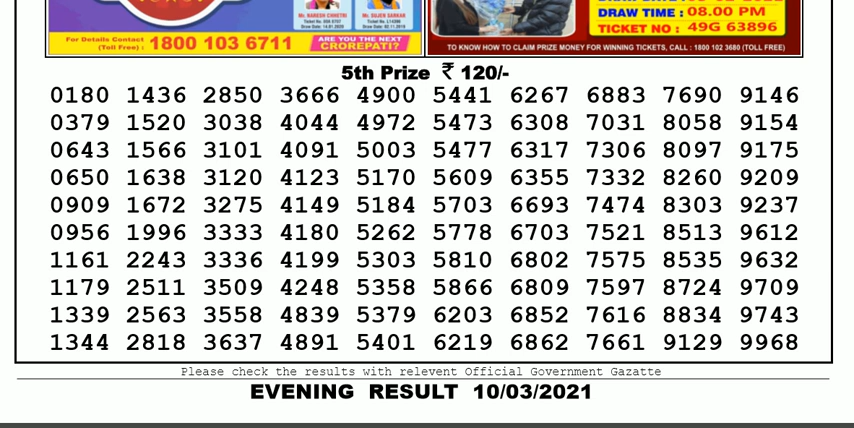 Mr. NARESH CHHETRI
Mr. SUJEN SARKAR
For Details Contact
(Toll Free) : 1800 103 6711
ARE YOU THE NEXT
CROREPATI?
DRAW TIME : 08.00 PM
TICKET NO : 49G 63896
TO KNOW HOW TO CLAIM PRIZE MONEY FOR WINNING TICKETS, CALL : 1800 102 3680 (TOLL FREE)
5th Prize ₹ 120/-
0180 1436 2850 3666 4900 5441 6267 6883 7690 9146
0379 1520 3038 4044 4972 5473 6308 7031 8058 9154
0643 1566 3101 4091 5003 5477 6317 7306 8097 9175
0650 1638 3120 4123 5170 5609 6355 7332 8260 9209
0909 1672 3275 4149 5184 5703 6693 7474 8303 9237
0956 1996 3333 4180 5262 5778 6703 7521 8513 9612
1161 2243 3336 4199 5303 5810 6802 7575 8535 9632
1179 2511 3509 4248 5358 5866 6809 7597 8724 9709
1339 2563 3558 4839 5379 6203 6852 7616 8834 9743
1344 2818 3637 4891 5401 6219 6862 7661 9129 9968
Please check the results with relevent Official Government Gazatte
EVENING RESULT 10/03/2021